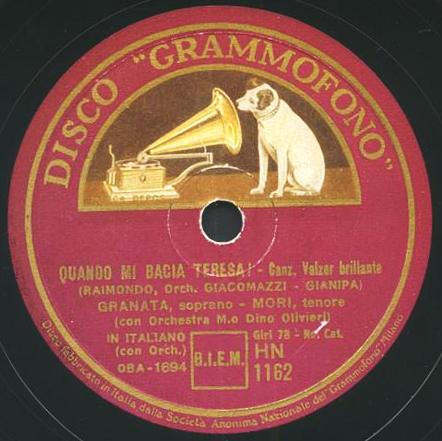 DISCO "GRAMMOFONO"
QUANDO MI BACIA TERESA! - Canz. Valzer brillante
(RAIMONDO, Orch. GIACOMAZZI - GIANIPA)
GRANATA, soprano - MORI, tenore
(con Orchestra M.o Dino Olivieri)
IN ITALIANO
(con Orch.)
OBA-1694
B.I.E.M.
Giri 78 - No. Cat.
HN
1162
Disco fabbricato in Italia dalla Società Anonima Nazionale del "Grammofono", Milano